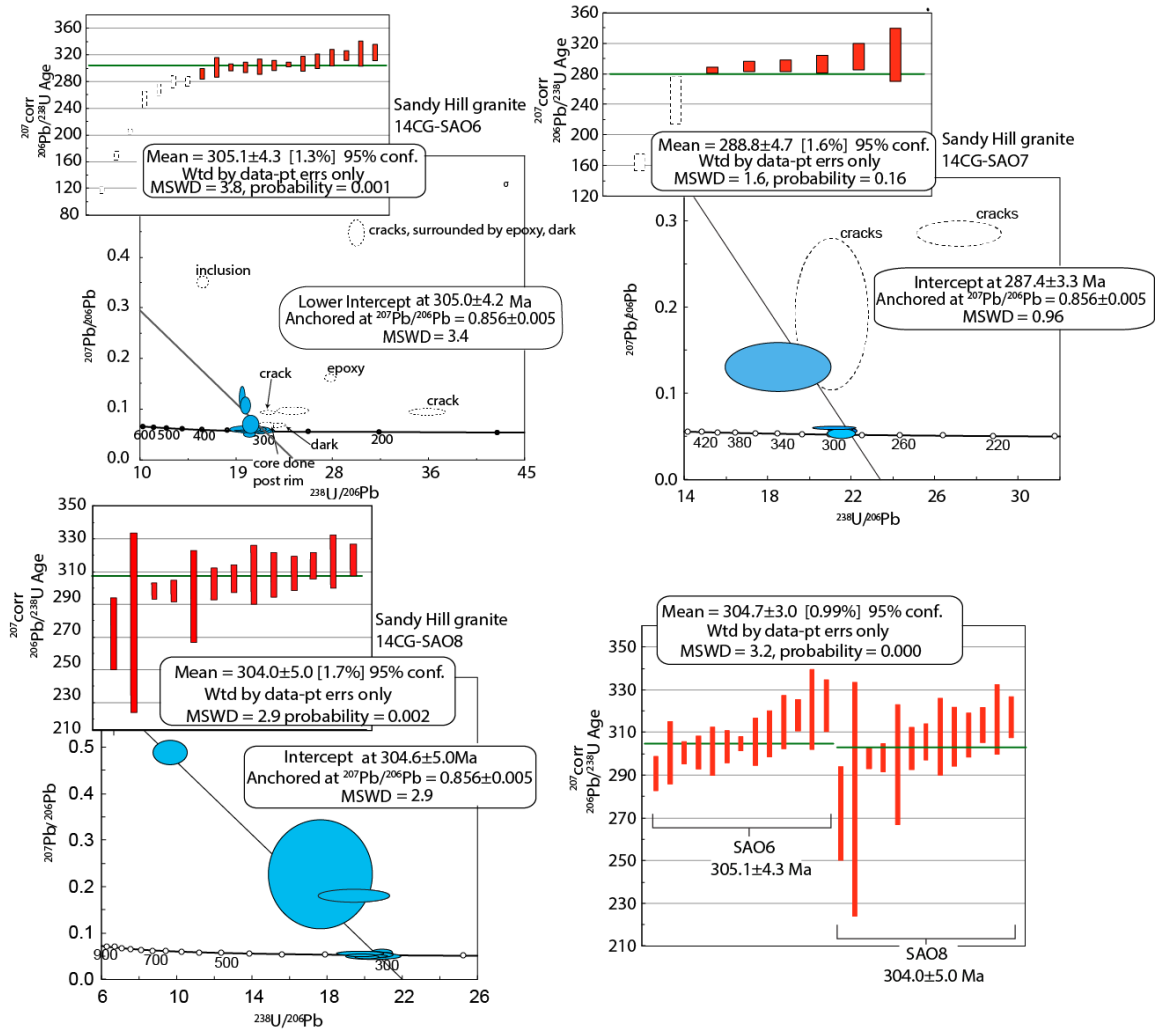 360
320
280
240
200
160
120
80
²⁰⁷corr
²⁰⁶Pb/²³⁸U Age
Sandy Hill granite
14CG-SAO6
Mean = 305.1±4.3 [1.3%] 95% conf.
Wtd by data-pt errs only
MSWD = 3.8, probability = 0.001
0.4
0.3
0.2
0.1
0.0
²⁰⁷Pb/²⁰⁶Pb
cracks, surrounded by epoxy, dark
inclusion
Lower Intercept at 305.0±4.2 Ma
Anchored at ²⁰⁷Pb/²⁰⁶Pb = 0.856±0.005
MSWD = 3.4
epoxy
crack
crack
600 500 400 300 200
dark
core done
post rim
10 19 28 36 45
²³⁸U/²⁰⁶Pb
360
320
280
240
200
160
120
²⁰⁷corr
²⁰⁶Pb/²³⁸U Age
Sandy Hill granite
14CG-SAO7
Mean = 288.8±4.7 [1.6%] 95% conf.
Wtd by data-pt errs only
MSWD = 1.6, probability = 0.16
0.3
0.2
0.1
0.0
²⁰⁷Pb/²⁰⁶Pb
cracks
cracks
Intercept at 287.4±3.3 Ma
Anchored at ²⁰⁷Pb/²⁰⁶Pb = 0.856±0.005
MSWD = 0.96
420 380 340 300 260 220
14 18 22 26 30
²³⁸U/²⁰⁶Pb
350
330
310
290
270
250
230
210
²⁰⁷corr
²⁰⁶Pb/²³⁸U Age
Sandy Hill granite
14CG-SAO8
Mean = 304.0±5.0 [1.7%] 95% conf.
Wtd by data-pt errs only
MSWD = 2.9 probability = 0.002
0.5
0.4
0.3
0.2
0.1
0.0
²⁰⁷Pb/²⁰⁶Pb
Intercept at 304.6±5.0Ma
Anchored at ²⁰⁷Pb/²⁰⁶Pb = 0.856±0.005
MSWD = 2.9
900 700 500 300
6 10 14 18 22 26
²³⁸U/²⁰⁶Pb
Mean = 304.7±3.0 [0.99%] 95% conf.
Wtd by data-pt errs only
MSWD = 3.2, probability = 0.000
350
330
310
290
270
250
230
210
²⁰⁷corr
²⁰⁶Pb/²³⁸U Age
SAO6
305.1±4.3 Ma
SAO8
304.0±5.0 Ma